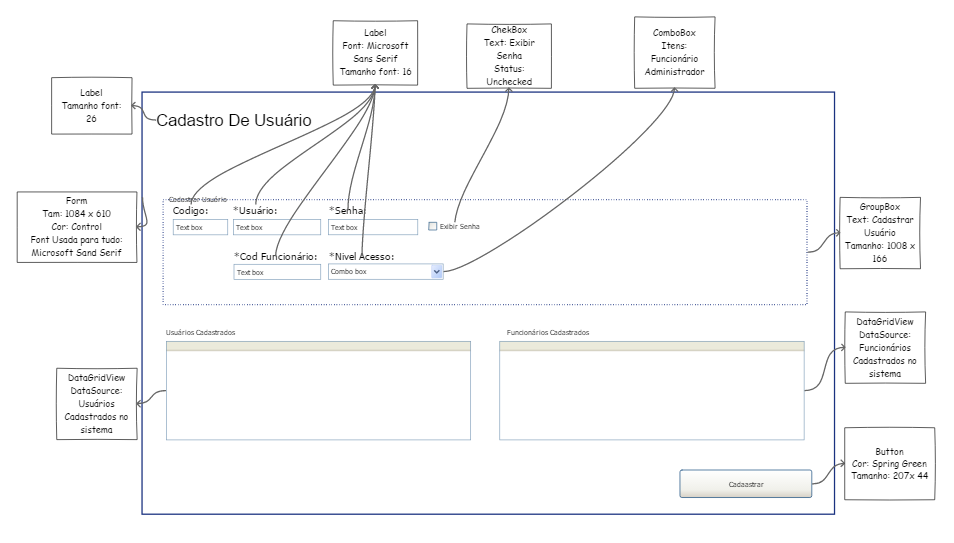 Label
Font: Microsoft
Sans Serif
Tamanho font: 16
ChekBox
Text: Exibir
Senha
Status:
Unchecked
ComboBox
Itens:
Funcionário
Administrador
Label
Tamanho font:
26
Cadastro De Usuário
Form
Tam: 1084 x 610
Cor: Control
Font Usada para tudo:
Microsoft Sand Serif
Cadastrar Usuário
Codigo:
*Usuário:
*Senha:
Text box
Text box
Text box
Exibir Senha
*Cod Funcionário:
*Nivel Acesso:
Text box
Combo box
GroupBox
Text: Cadastrar
Usuário
Tamanho: 1008 x
166
Usuários Cadastrados
Funcionários Cadastrados
DataGridView
DataSource:
Funcionários
Cadastrados no
sistema
DataGridView
DataSource:
Usuários
Cadastrados no
sistema
Cadaastrar
Button
Cor: Spring Green
Tamanho: 207x 44